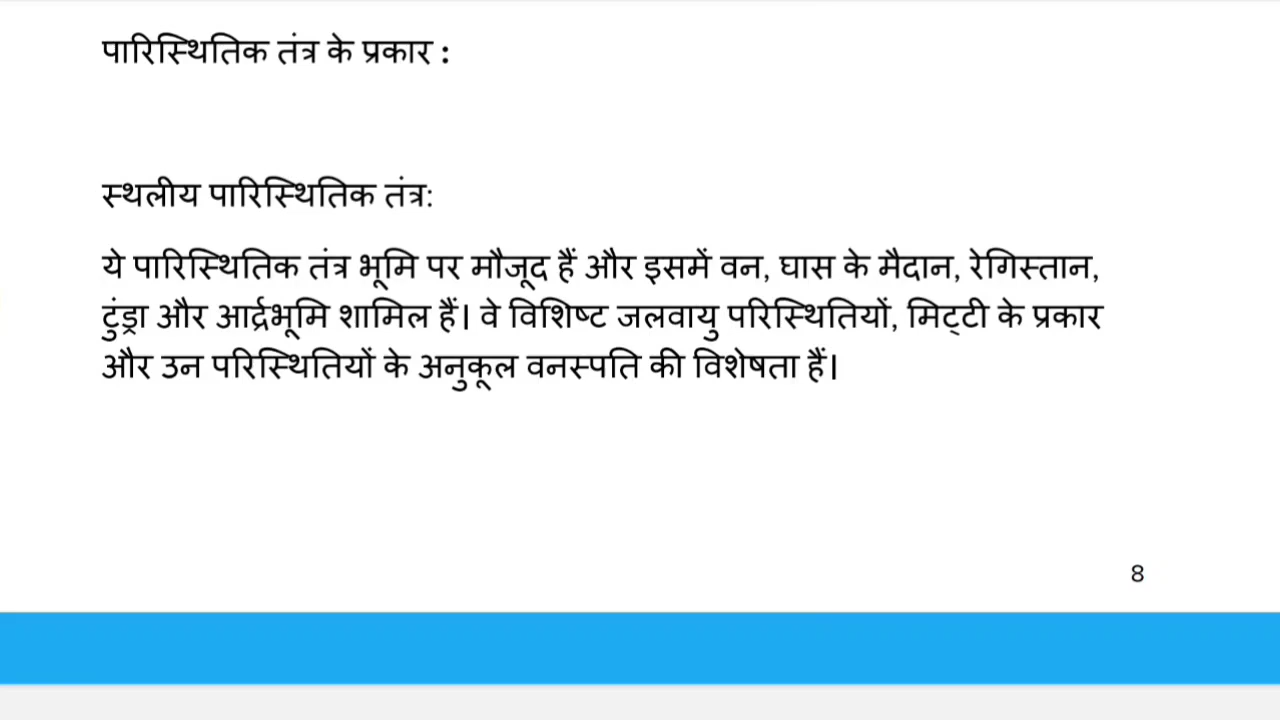 पारिस्थितिक तंत्र के प्रकार :
स्थलीय पारिस्थितिक तंत्र:
ये पारिस्थितिक तंत्र भूमि पर मौजूद हैं और इसमें वन, घास के मैदान, रेगिस्तान,
टुंड्रा और आर्द्रभूमि शामिल हैं। वे विशिष्ट जलवायु परिस्थितियों, मिट्टी के प्रकार
और उन परिस्थितियों के अनुकूल वनस्पति की विशेषता हैं।
8